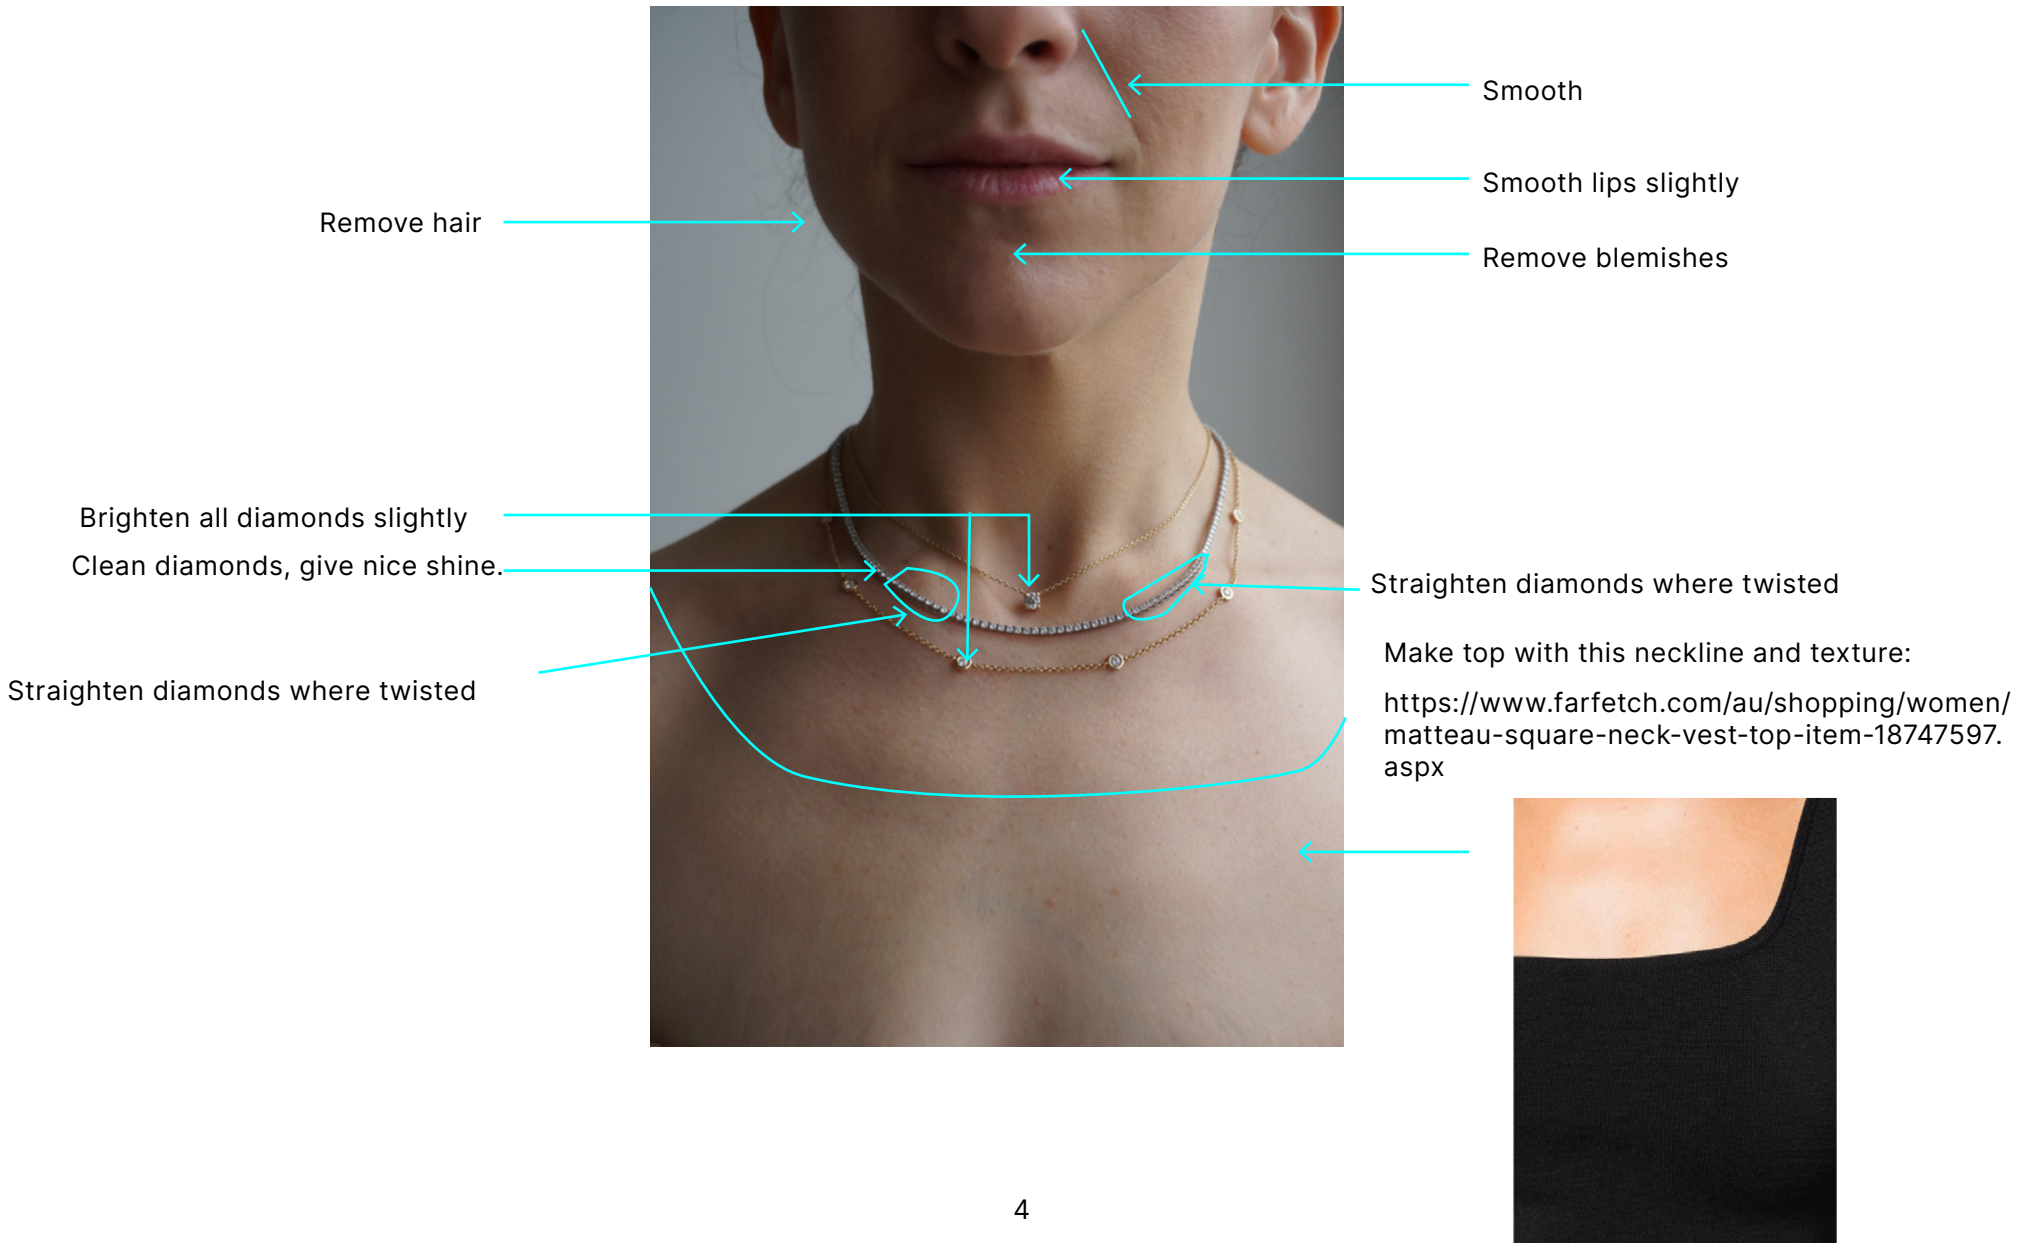 Smooth
Smooth lips slightly
Remove hair
Remove blemishes
Brighten all diamonds slightly
Clean diamonds, give nice shine.
Straighten diamonds where twisted
Straighten diamonds where twisted
Make top with this neckline and texture:
https://www.farfetch.com/au/shopping/women/
matteau-square-neck-vest-top-item-18747597.
aspx
4